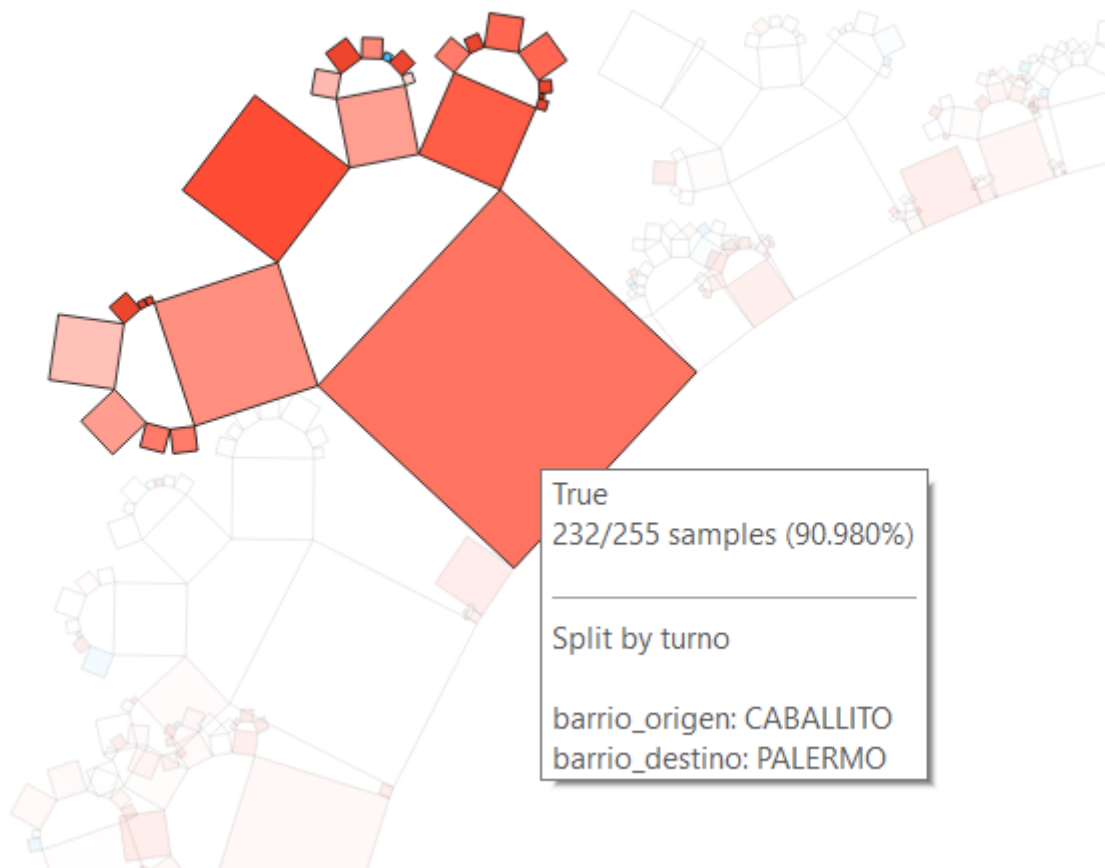 True
232/255 samples (90.980%)
Split by turno
barrio_origen: CABALLITO
barrio_destino: PALERMO